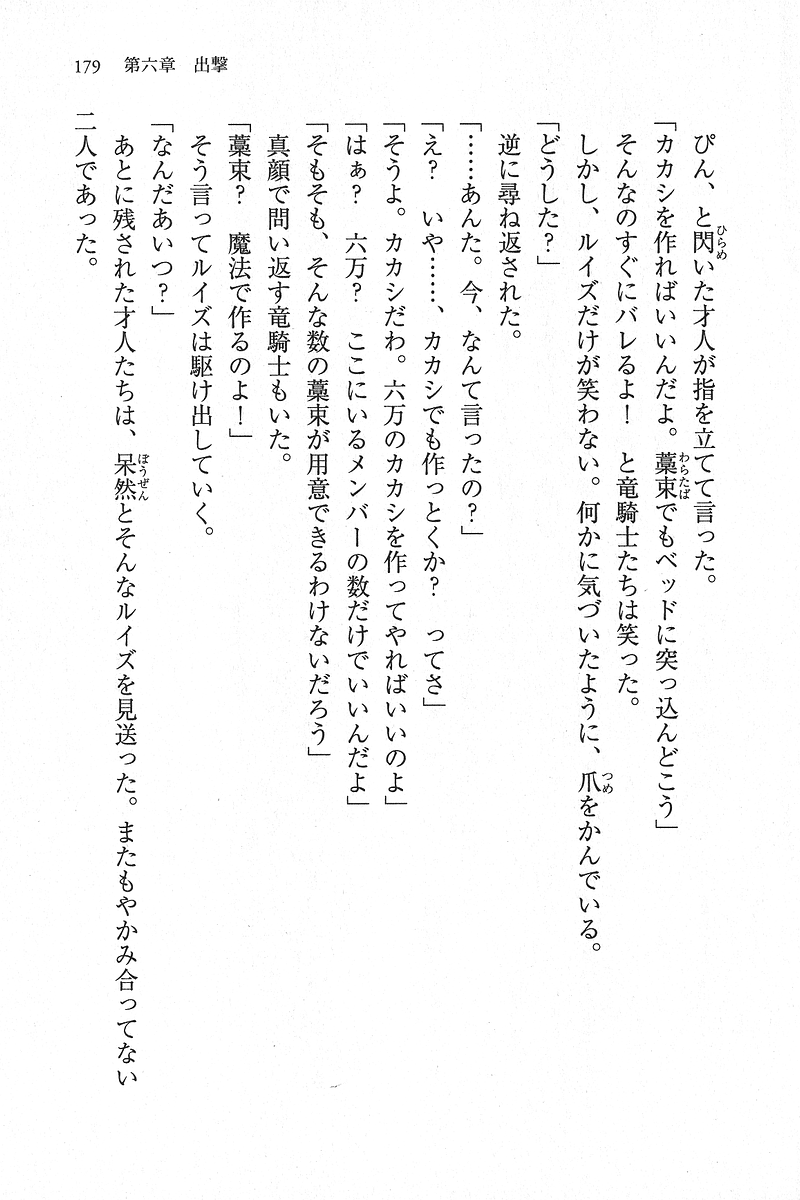 179 第六章 出撃
ぴん、と閃いた才人が指を立てて言った。
「カカシを作ればいいんだよ。藁束でもベッドに突っ込んどこう」
そんなのすぐにバレるよ! と竜騎士たちは笑った。
しかし、ルイズだけが笑わない。何かに気づいたように、爪をかんでいる。
「どうした?」
逆に尋ね返された。
「……あんた。今、なんて言ったの?」
「え? いや……、カカシでも作っとくか? ってさ」
「そうよ。カカシだわ。六万のカカシを作ってやればいいのよ」
「はぁ? 六万? ここにいるメンバーの数だけでいいんだよ」
「そもそも、そんな数の藁束が用意できるわけないだろう」
真顔で問い返す竜騎士もいた。
「藁束? 魔法で作るのよ!」
そう言ってルイズは駆け出していく。
「なんだあいつ?」
あとに残された才人たちは、呆然とそんなルイズを見送った。またもやかみ合ってない
二人であった。